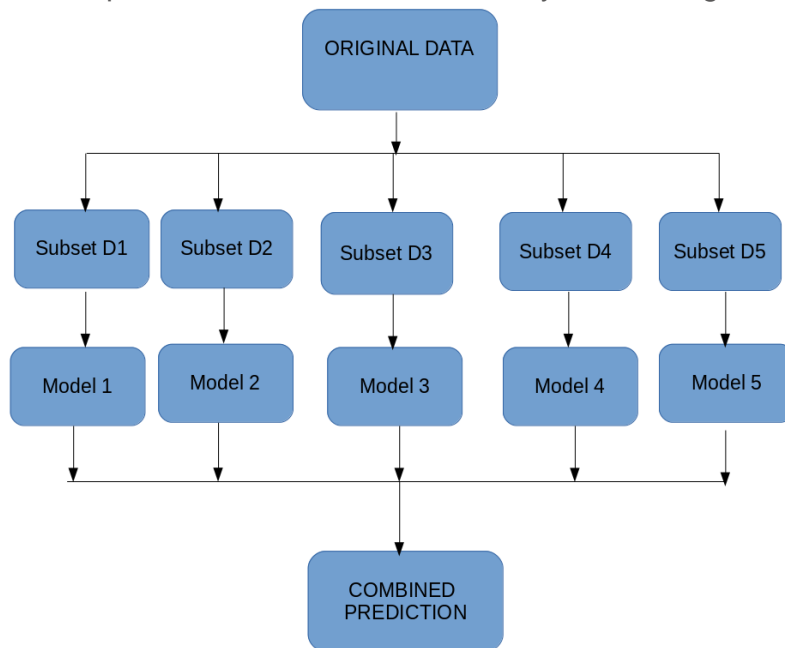 ORIGINAL DATA
Subset D1
Subset D2
Subset D3
Subset D4
Subset D5
Model 1
Model 2
Model 3
Model 4
Model 5
COMBINED
PREDICTION